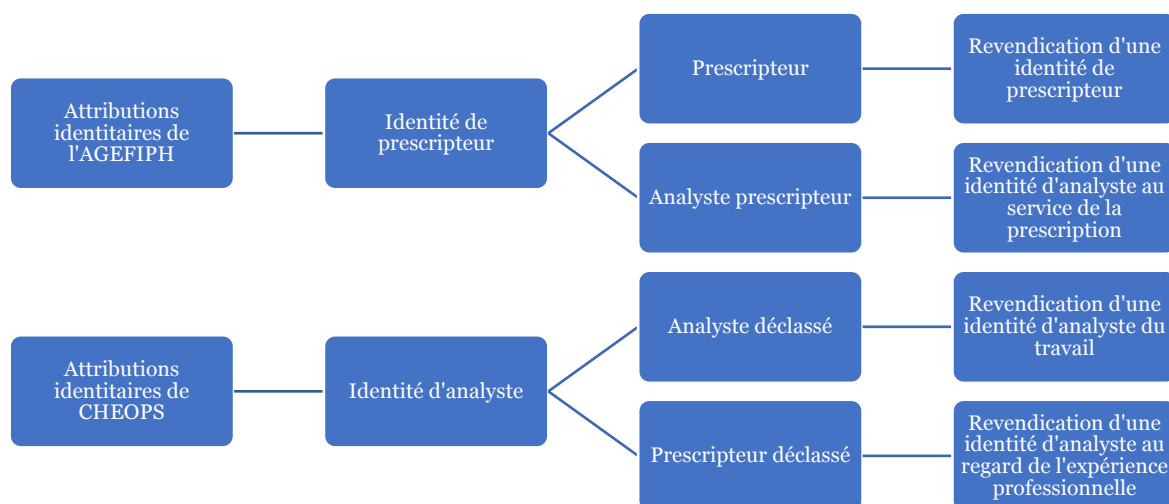 Attributions
identitaires de
l'AGEFIPH
Identité de
prescripteur
Prescripteur
Revendication d'une
identité de
prescripteur
Analyste prescripteur
Revendication d'une
identité d'analyste au
service de la
prescription
Attributions
identitaires de
CHEOPS
Identité d'analyste
Analyste déclassé
Revendication d'une
identité d'analyste du
travail
Prescripteur déclassé
Revendication d'une
identité d'analyste au
regard de l'expérience
professionnelle